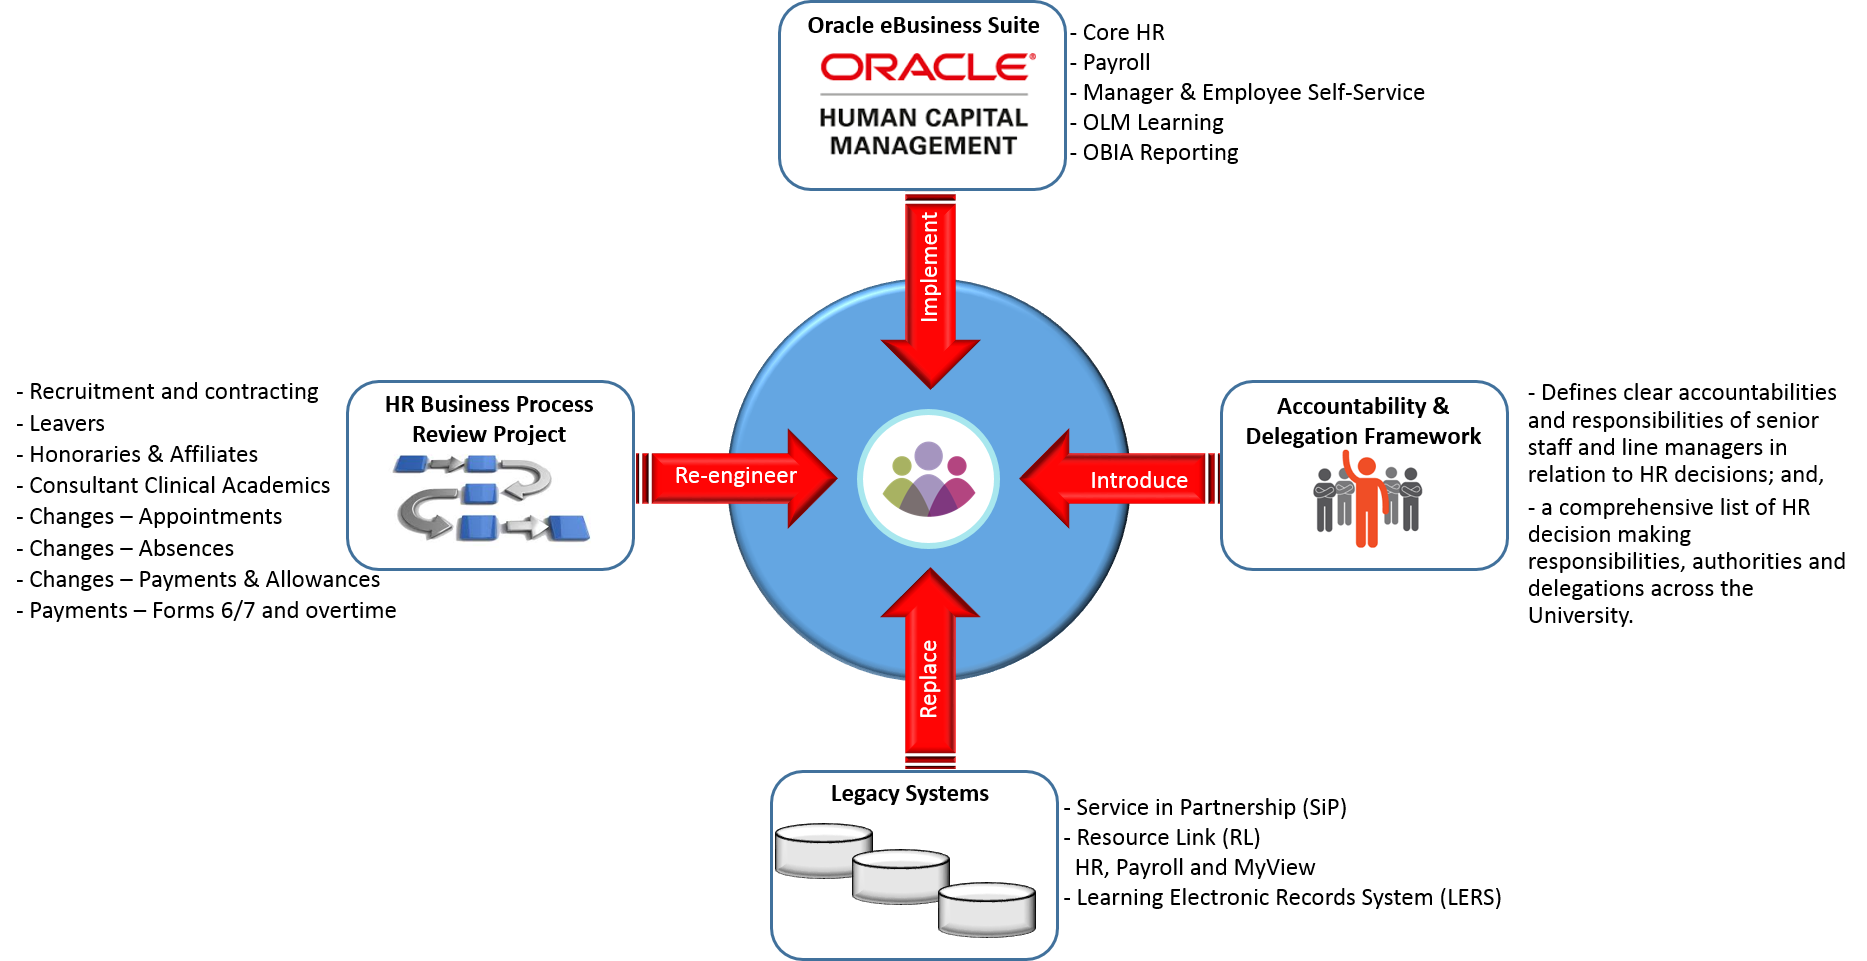 Oracle eBusiness Suite
ORACLE®
HUMAN CAPITAL
MANAGEMENT
- Core HR
- Payroll
- Manager & Employee Self-Service
- OLM Learning
- OBIA Reporting
Implement
- Recruitment and contracting
- Leavers
- Honoraries & Affiliates
- Consultant Clinical Academics
- Changes – Appointments
- Changes – Absences
- Changes – Payments & Allowances
- Payments – Forms 6/7 and overtime
HR Business Process
Review Project
Re-engineer
Introduce
Accountability &
Delegation Framework
- Defines clear accountabilities
and responsibilities of senior
staff and line managers in
relation to HR decisions; and,
- a comprehensive list of HR
decision making
responsibilities, authorities and
delegations across the
University.
Replace
Legacy Systems
- Service in Partnership (SiP)
- Resource Link (RL)
HR, Payroll and MyView
- Learning Electronic Records System (LERS)